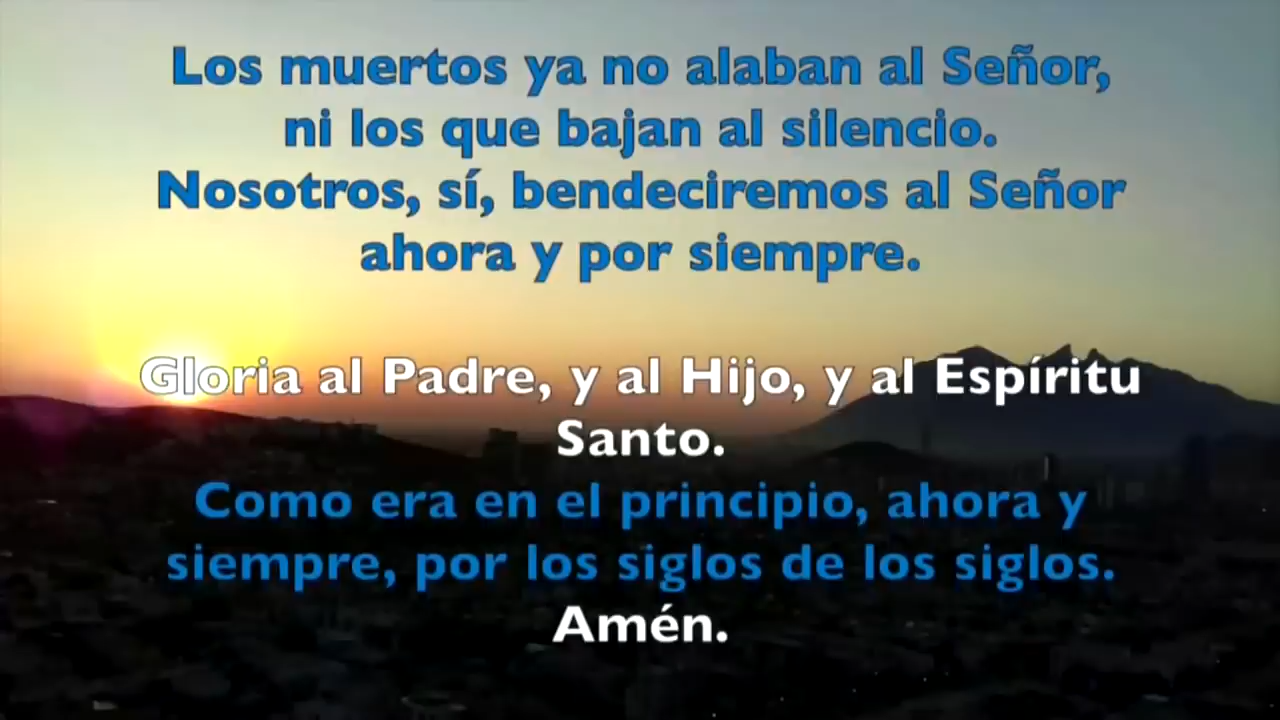 Los muertos ya no alaban al Señor,
ni los que bajan al silencio.
Nosotros, sí, bendeciremos al Señor
ahora y por siempre.
Gloria al Padre, y al Hijo, y al Espíritu
Santo.
Como era en el principio, ahora y
siempre, por los siglos de los siglos.
Amén.